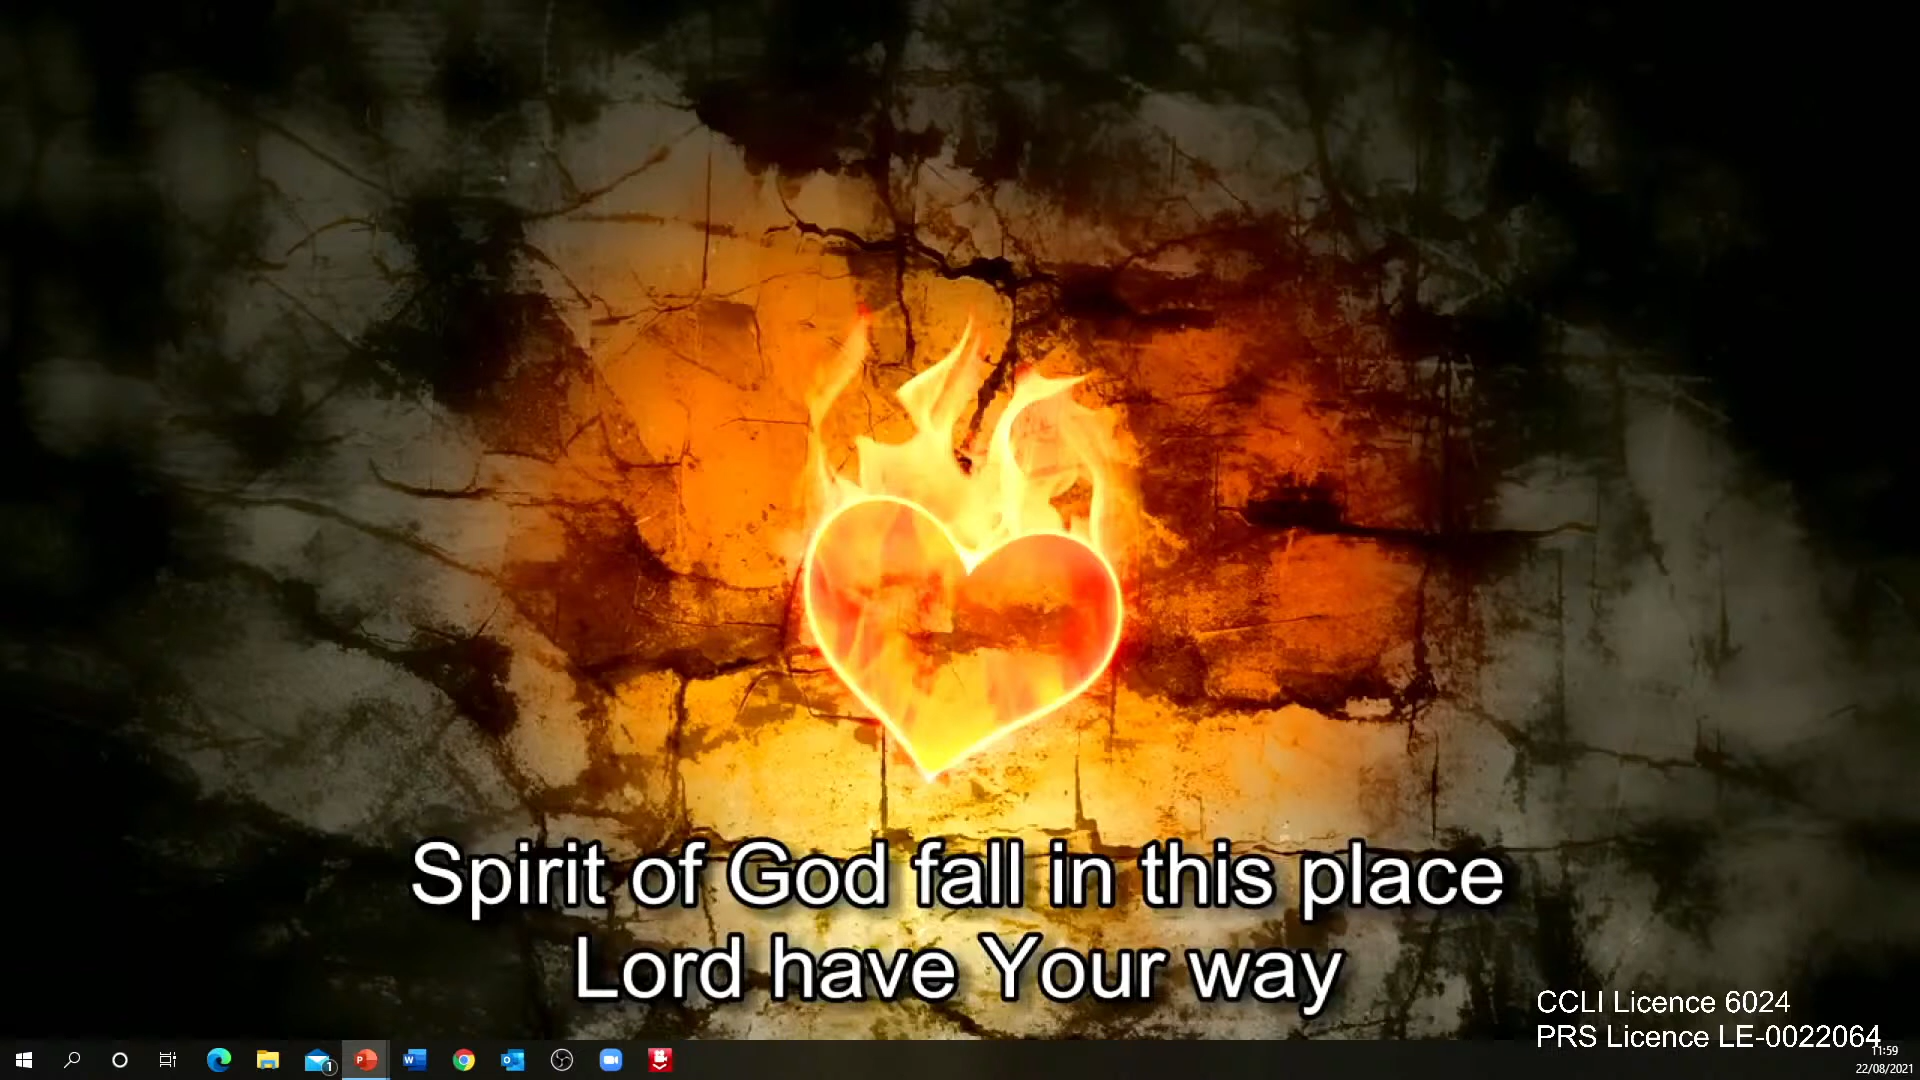 Spirit of God fall in this place
Lord have Your way
CCLI Licence 6024
PRS Licence LE-0022064
1
P
W
O
11:59
22/08/2021